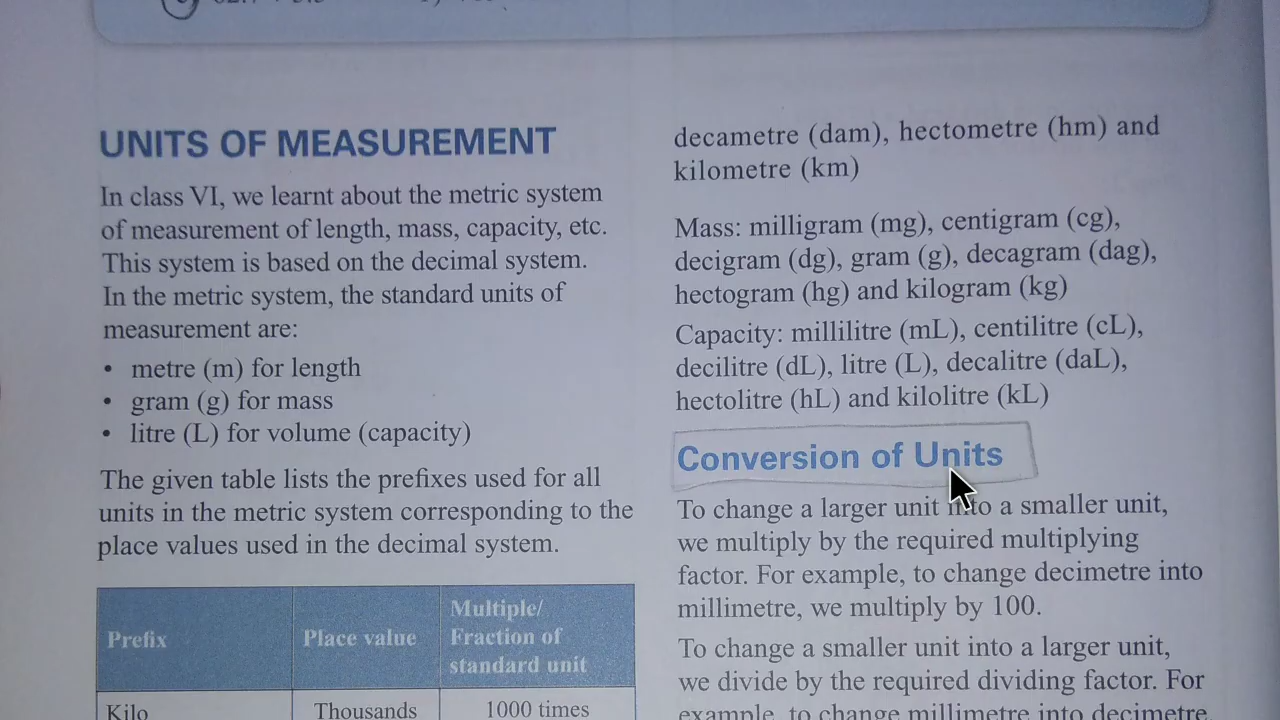 UNITS OF MEASUREMENT
In class VI, we learnt about the metric system
of measurement of length, mass, capacity, etc.
This system is based on the decimal system.
In the metric system, the standard units of
measurement are:
• metre (m) for length
• gram (g) for mass
• litre (L) for volume (capacity)
The given table lists the prefixes used for all
units in the metric system corresponding to the
place values used in the decimal system.
Prefix
Place value
Multiple/
Fraction of
standard unit
Kilo
Thousands
1000 times
decametre (dam), hectometre (hm) and
kilometre (km)
Mass: milligram (mg), centigram (cg),
decigram (dg), gram (g), decagram (dag),
hectogram (hg) and kilogram (kg)
Capacity: millilitre (mL), centilitre (cL),
decilitre (dL), litre (L), decalitre (daL),
hectolitre (hL) and kilolitre (kL)
Conversion of Units
To change a larger unit into a smaller unit,
we multiply by the required multiplying
factor. For example, to change decimetre into
millimetre, we multiply by 100.
To change a smaller unit into a larger unit,
we divide by the required dividing factor. For
example, to change millimetre into decimetre